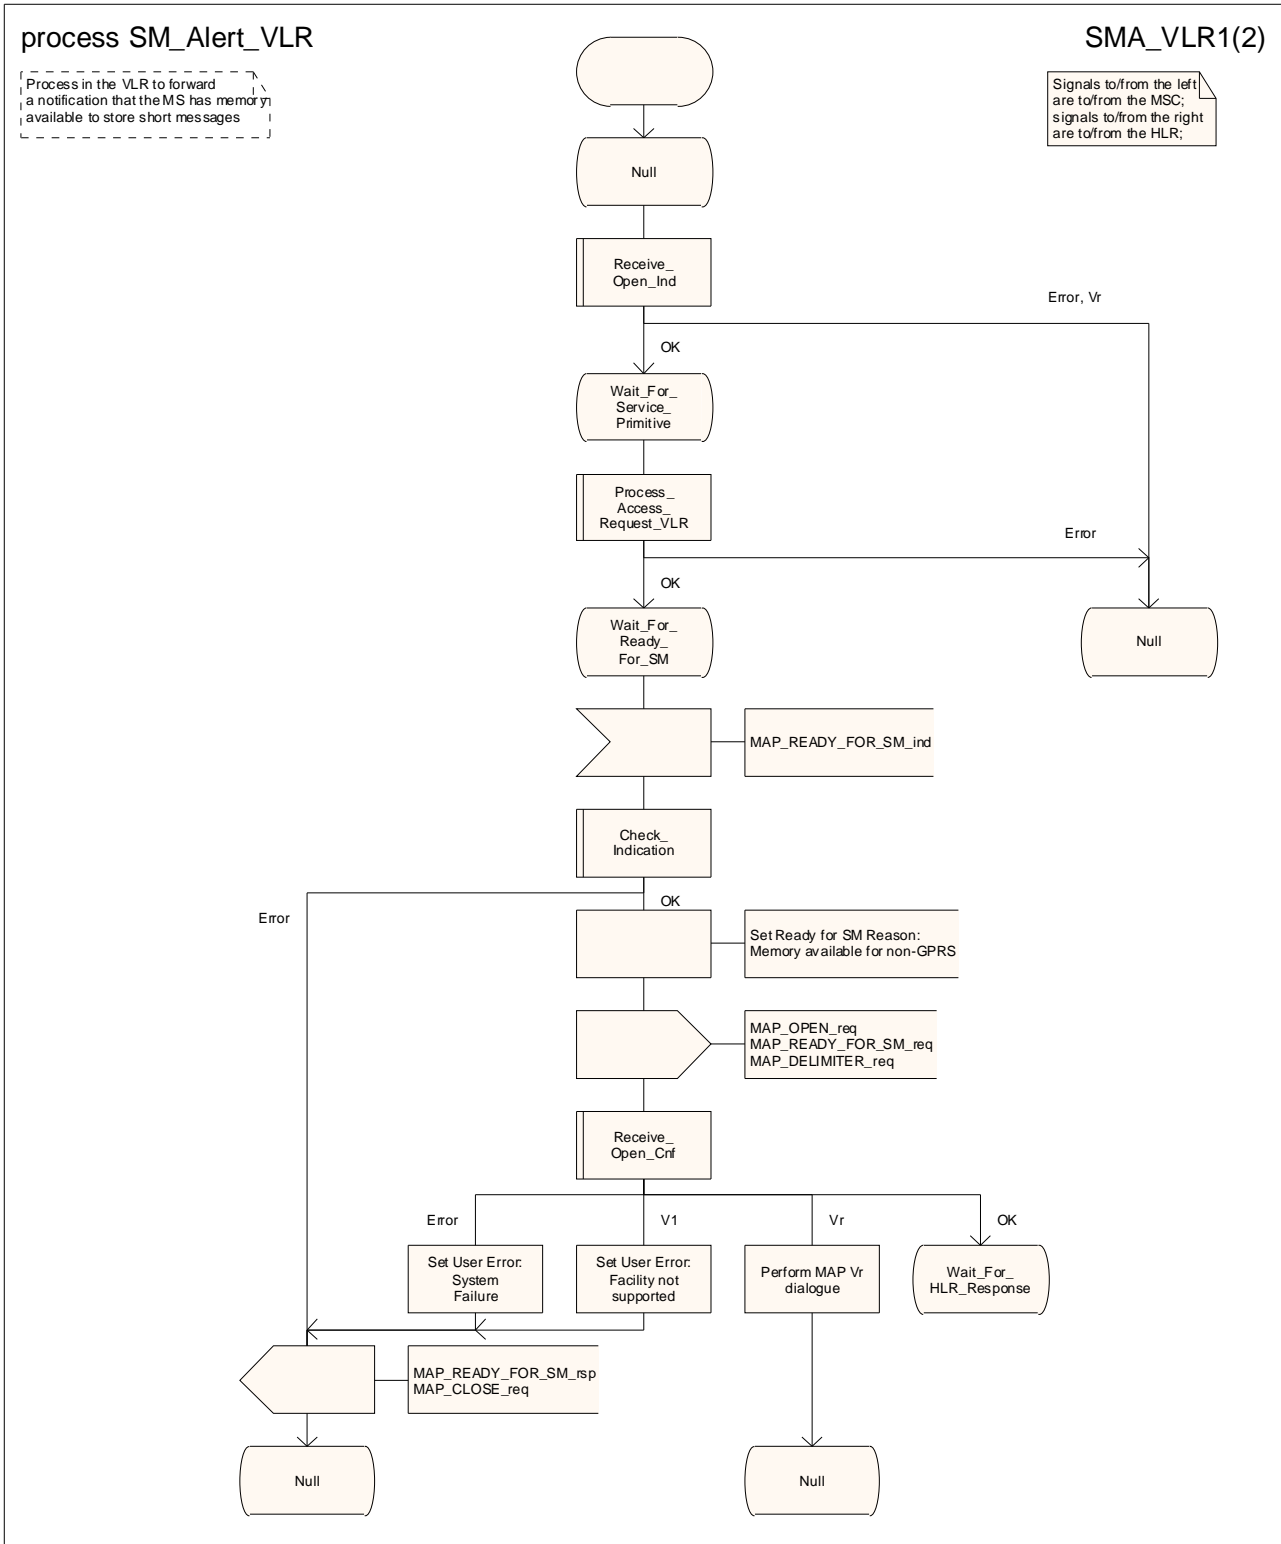 process SM_Alert_VLR
SMA_VLR1(2)
Process in the VLR to forward
a notification that the MS has memory
available to store short messages
Signals to/from the left
are to/from the MSC;
signals to/from the right
are to/from the HLR;
Null
Receive_
Open_Ind
Error, Vr
OK
Wait_For_
Service_
Primitive
Process_
Access_
Request_VLR
Error
OK
Wait_For_
Ready_
For_SM
Null
MAP_READY_FOR_SM_ind
Check_
Indication
Error
OK
Set Ready for SM Reason:
Memory available for non-GPRS
MAP_OPEN_req
MAP_READY_FOR_SM_req
MAP_DELIMITER_req
Receive_
Open_Cnf
Error
V1
Vr
OK
Set User Error:
System
Failure
Set User Error:
Facility not
supported
Perform MAP Vr
dialogue
Wait_For_
HLR_Response
MAP_READY_FOR_SM_rsp
MAP_CLOSE_req
Null
Null